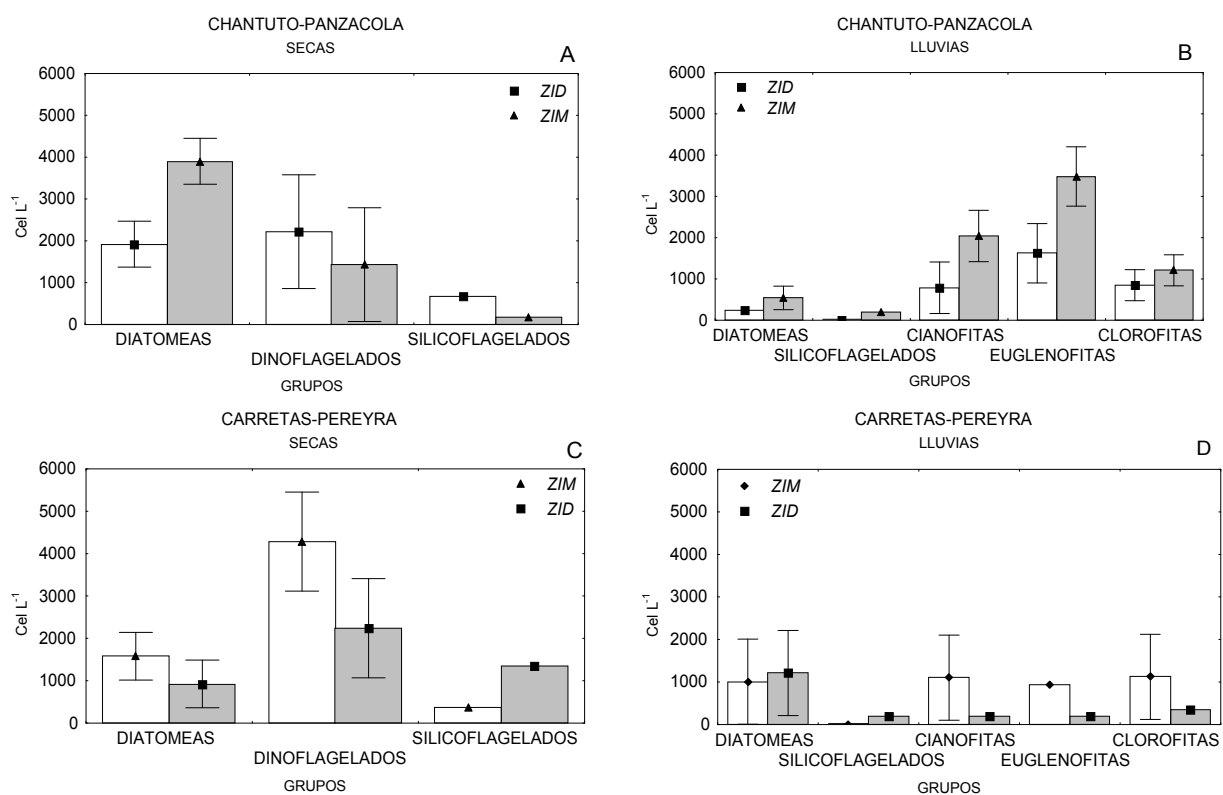 CHANTUTO-PANZACOLA
SECAS
A
6000
5000
4000
3000
2000
1000
0
Cel L⁻¹
ZID
ZIM
DIATOMEAS
DINOFLAGELADOS
SILICOFLAGELADOS
GRUPOS
CHANTUTO-PANZACOLA
LLUVIAS
B
6000
5000
4000
3000
2000
1000
0
Cel L⁻¹
ZID
ZIM
DIATOMEAS
SILICOFLAGELADOS
CIANOFITAS
EUGLENOFITAS
CLOROFITAS
GRUPOS
CARRETAS-PEREYRA
SECAS
C
6000
5000
4000
3000
2000
1000
0
Cel L⁻¹
ZIM
ZID
DIATOMEAS
DINOFLAGELADOS
SILICOFLAGELADOS
GRUPOS
CARRETAS-PEREYRA
LLUVIAS
D
6000
5000
4000
3000
2000
1000
0
Cel L⁻¹
ZIM
ZID
DIATOMEAS
SILICOFLAGELADOS
CIANOFITAS
EUGLENOFITAS
CLOROFITAS
GRUPOS